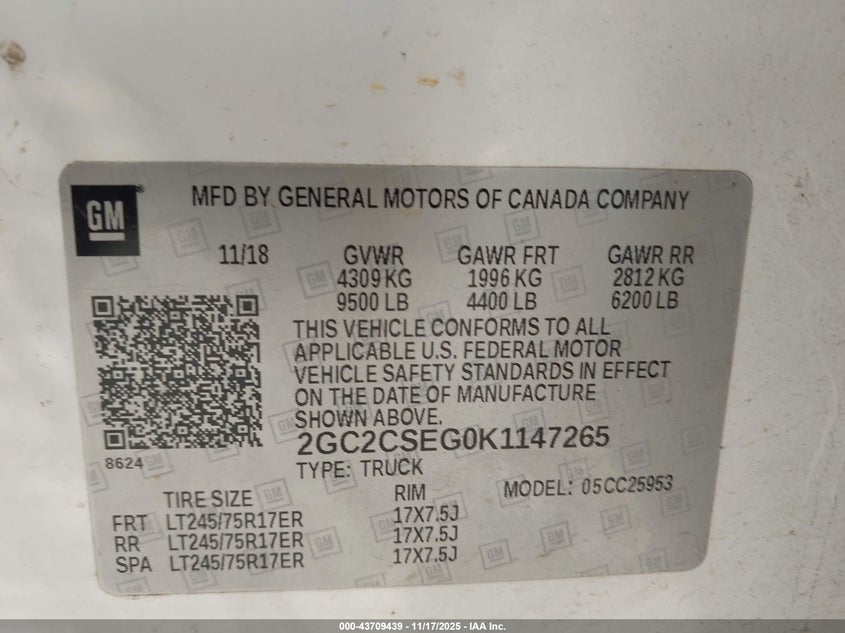 GM
MFD BY GENERAL MOTORS OF CANADA COMPANY
11/18 GVWR GAWR FRT GAWR RR
4309 KG 1996 KG 2812 KG
9500 LB 4400 LB 6200 LB
THIS VEHICLE CONFORMS TO ALL
APPLICABLE U.S. FEDERAL MOTOR
VEHICLE SAFETY STANDARDS IN EFFECT
ON THE DATE OF MANUFACTURE
SHOWN ABOVE.
2GC2CSEG0K1147265
8624
TYPE: TRUCK
TIRE SIZE RIM MODEL: 05CC25953
FRT LT245/75R17ER 17X7.5J
RR LT245/75R17ER 17X7.5J
SPA LT245/75R17ER 17X7.5J
000-43709439 - 11/17/2025 - IAA Inc.